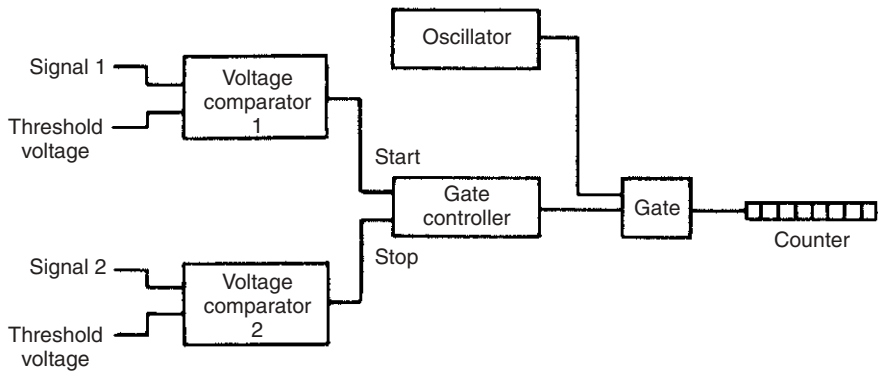 Oscillator
Signal 1
Voltage
comparator
1
Threshold
voltage
Start
Gate
controller
Gate
Counter
Stop
Signal 2
Voltage
comparator
2
Threshold
voltage